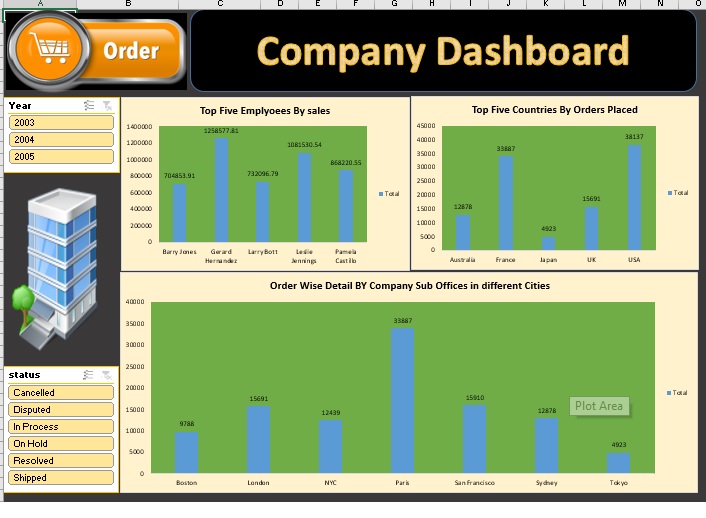 A B C D E F G H I J K L M N O
Order
Company Dashboard
Year
2003
2004
2005
Top Five Emplyoees By sales
1400000
1200000
1000000
800000
600000
400000
200000
0
704853.91
1258577.81
732096.79
1081530.54
868220.55
Barry Jones
Gerard
Hernandez
Larry Bott
Leslie
Jennings
Pamela
Castillo
Total
Top Five Countries By Orders Placed
45000
40000
35000
30000
25000
20000
15000
10000
5000
0
12878
33887
4923
15691
38137
Australia
France
Japan
UK
USA
Total
status
Cancelled
Disputed
In Process
On Hold
Resolved
Shipped
Order Wise Detail BY Company Sub Offices in different Cities
40000
35000
30000
25000
20000
15000
10000
5000
0
9788
15691
12439
33887
15910
12878
4923
Plot Area
Boston
London
NYC
Paris
San Francisco
Sydney
Tokyo
Total